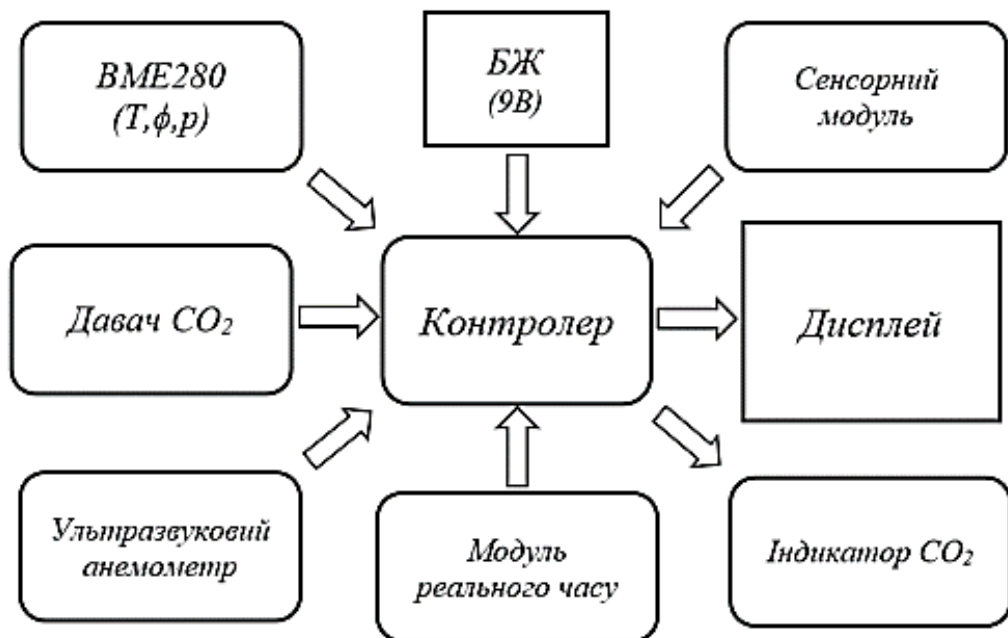 BME280
(T,ϕ,p)
БЖ
(9В)
Сенсорний
модуль
Давач CO₂
Контролер
Дисплей
Ультразвуковий
анемометр
Модуль
реального часу
Індикатор CO₂